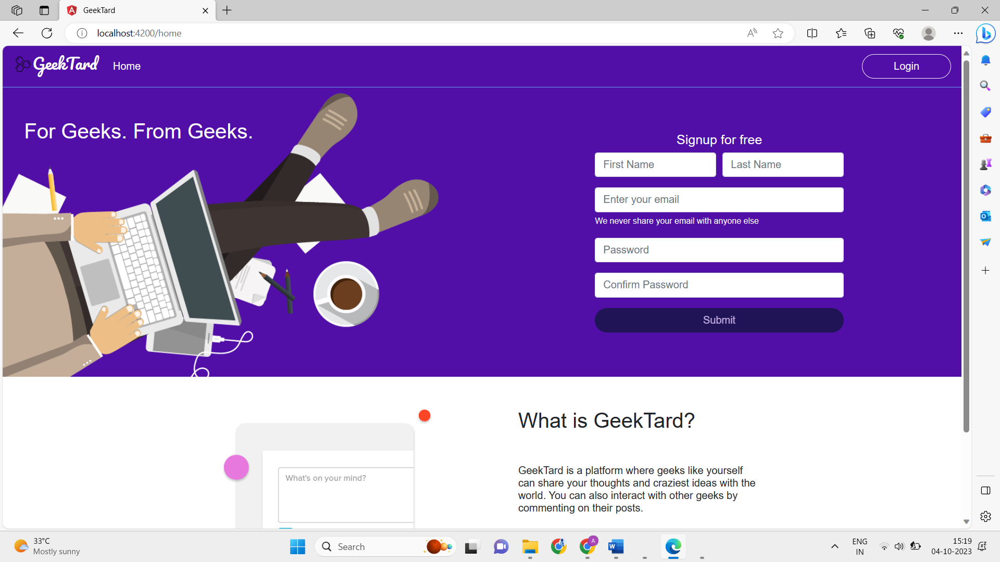 GeekTard
localhost:4200/home
GeekTard
Home
Login
For Geeks. From Geeks.
Signup for free
First Name
Last Name
Enter your email
We never share your email with anyone else
Password
Confirm Password
Submit
What is GeekTard?
What's on your mind?
GeekTard is a platform where geeks like yourself
can share your thoughts and craziest ideas with the
world. You can also interact with other geeks by
commenting on their posts.
33°C
Mostly sunny
Search
ENG
IN
15:19
04-10-2023